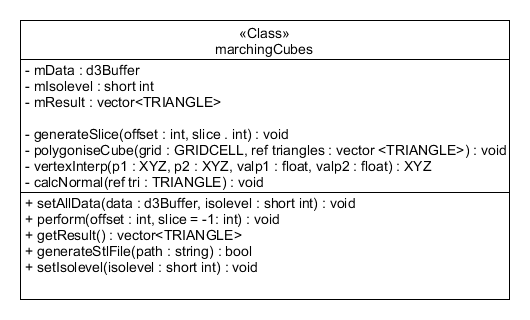 «Class»
marchingCubes
- mData : d3Buffer
- mIsolevel : short int
- mResult : vector<TRIANGLE>
- generateSlice(offset : int, slice . int) : void
- polygoniseCube(grid : GRIDCELL, ref triangles : vector <TRIANGLE>) : void
- vertexInterp(p1 : XYZ, p2 : XYZ, valp1 : float, valp2 : float) : XYZ
- calcNormal(ref tri : TRIANGLE) : void
+ setAllData(data : d3Buffer, isolevel : short int) : void
+ perform(offset : int, slice = -1: int) : void
+ getResult() : vector<TRIANGLE>
+ generateStlFile(path : string) : bool
+ setIsolevel(isolevel : short int) : void